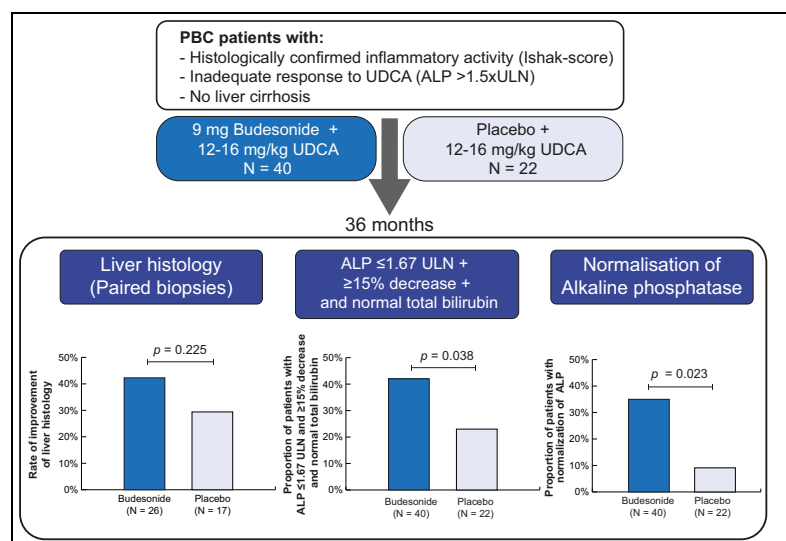 PBC patients with:
- Histologically confirmed inflammatory activity (Ishak-score)
- Inadequate response to UDCA (ALP >1.5xULN)
- No liver cirrhosis
9 mg Budesonide +
12-16 mg/kg UDCA
N = 40
Placebo +
12-16 mg/kg UDCA
N = 22
36 months
Liver histology
(Paired biopsies)
Rate of improvement
of liver histology
50%
40%
30%
20%
10%
0%
p = 0.225
Budesonide
(N = 26)
Placebo
(N = 17)
ALP ≤1.67 ULN +
≥15% decrease +
and normal total bilirubin
Proportion of patients with
ALP ≤1.67 ULN and ≥15% decrease
and normal total bilirubin
50%
40%
30%
20%
10%
0%
p = 0.038
Budesonide
(N = 40)
Placebo
(N = 22)
Normalisation of
Alkaline phosphatase
Proportion of patients with
normalization of ALP
50%
40%
30%
20%
10%
0%
p = 0.023
Budesonide
(N = 40)
Placebo
(N = 22)